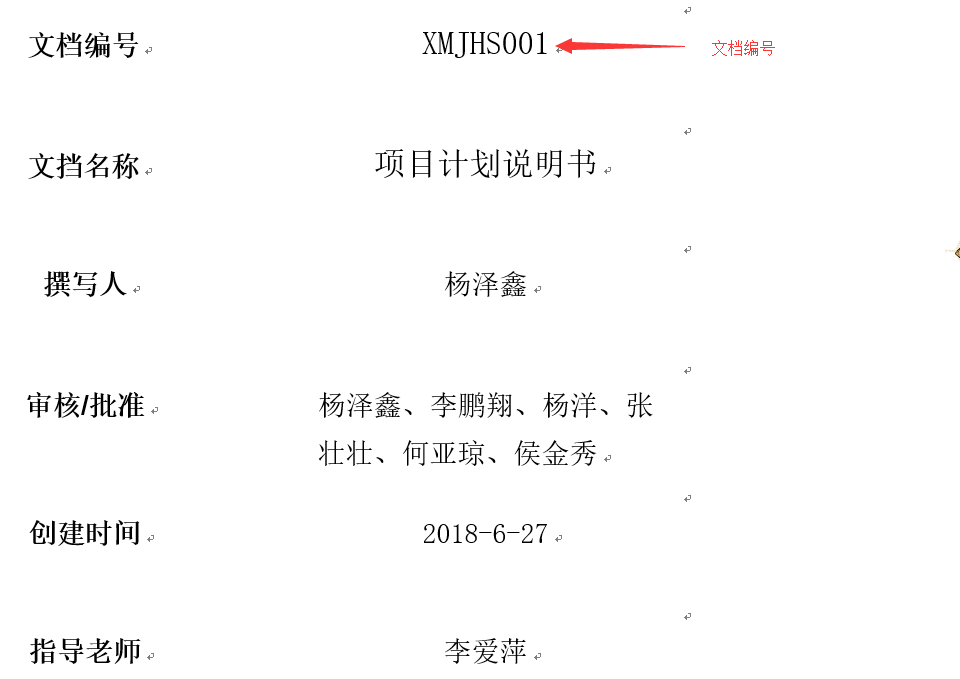 文档编号 XMJHS001 文档编号
文挡名称 项目计划说明书
撰写人 杨泽鑫
审核/批准 杨泽鑫、李鹏翔、杨洋、张
壮壮、何亚琼、侯金秀
创建时间 2018-6-27
指导老师 李爱萍